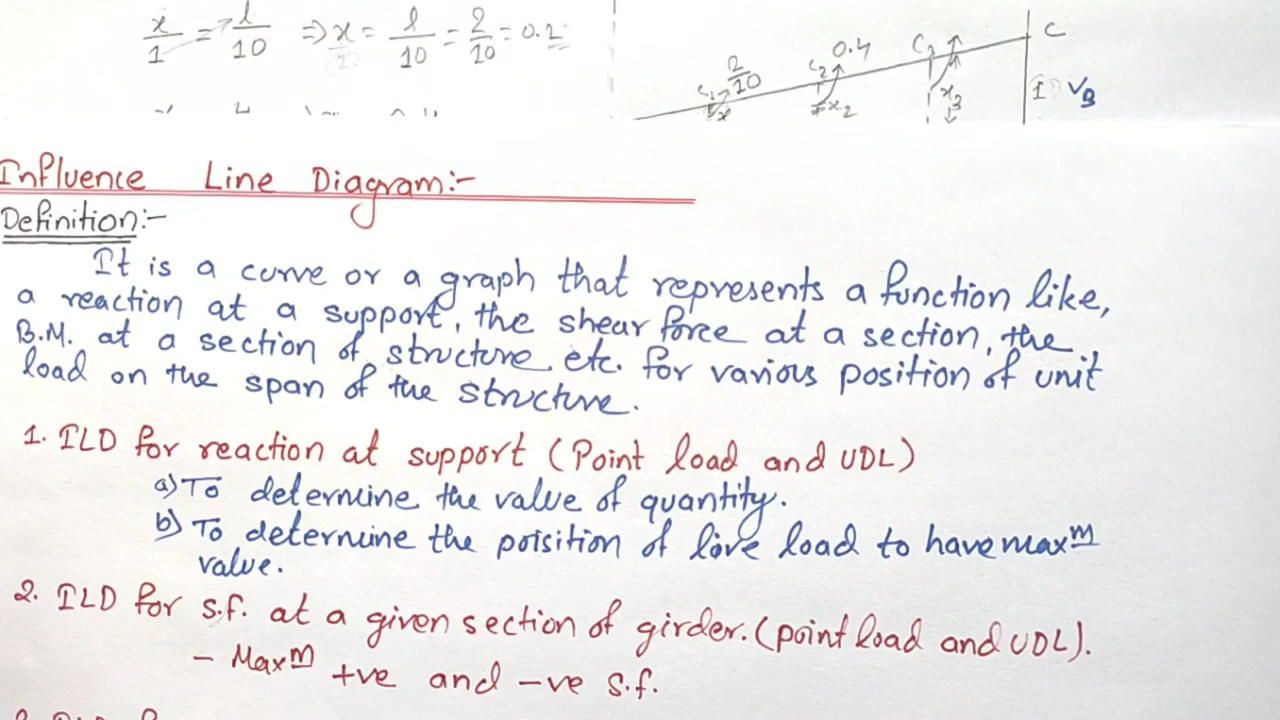 x/1 = l/10 ⇒ x = l/10 = 2/10 = 0.2
C1 2/10 C2 0.4 C3 C
x x2 x3 I VB
Influence Line Diagram:-
Definition:-
It is a curve or a graph that represents a function like,
a reaction at a support, the shear force at a section, the
B.M. at a section of structure etc. for various position of unit
load on the span of the structure.
1. ILD for reaction at support (Point load and UDL)
a) To determine the value of quantity.
b) To determine the poisition of live load to have maxᵐ
value.
2. ILD for s.f. at a given section of girder. (point load and UDL).
- Maxᵐ +ve and -ve s.f.